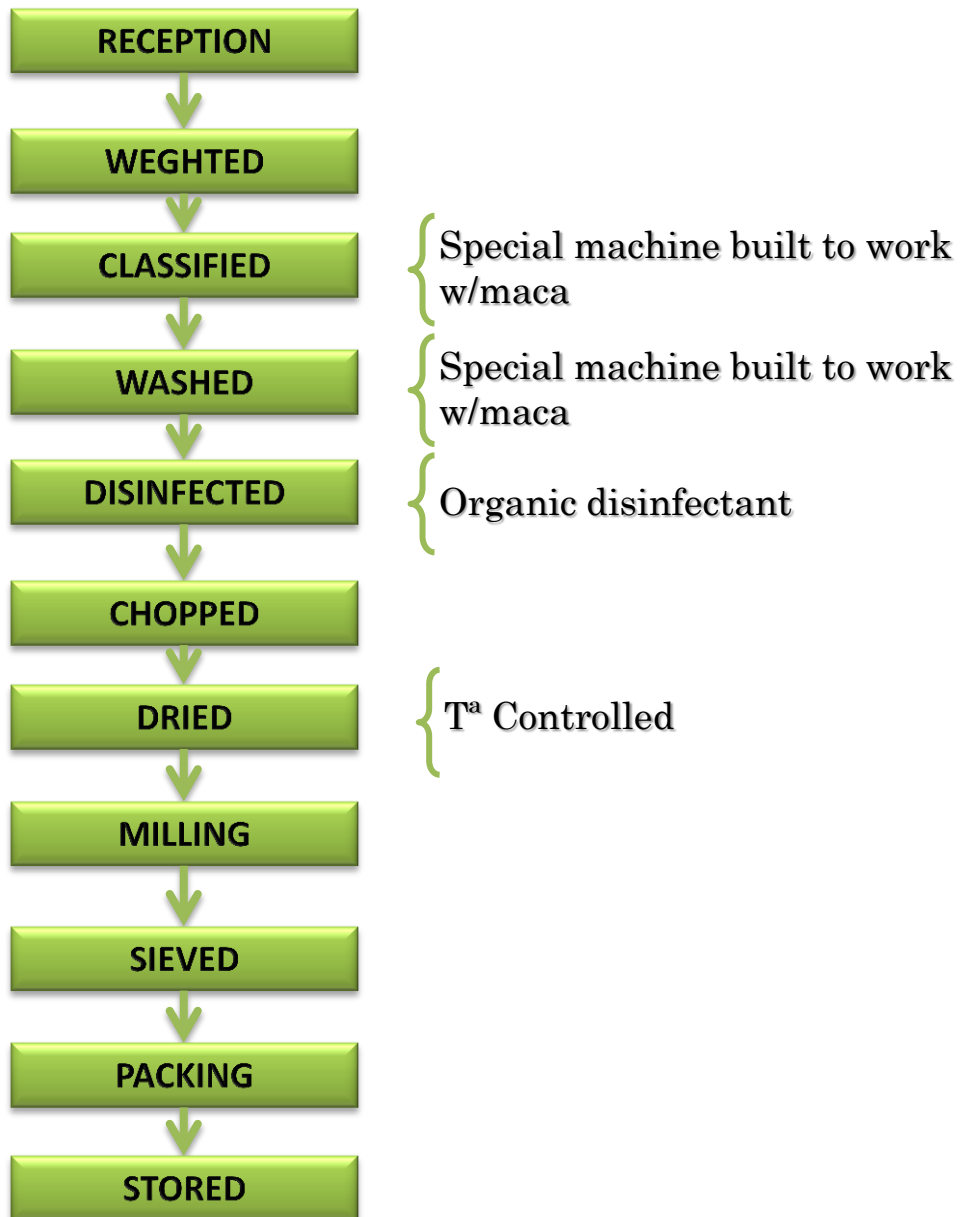 RECEPTION
WEGHTED
CLASSIFIED
Special machine built to work
w/maca
WASHED
Special machine built to work
w/maca
DISINFECTED
Organic disinfectant
CHOPPED
DRIED
Tª Controlled
MILLING
SIEVED
PACKING
STORED